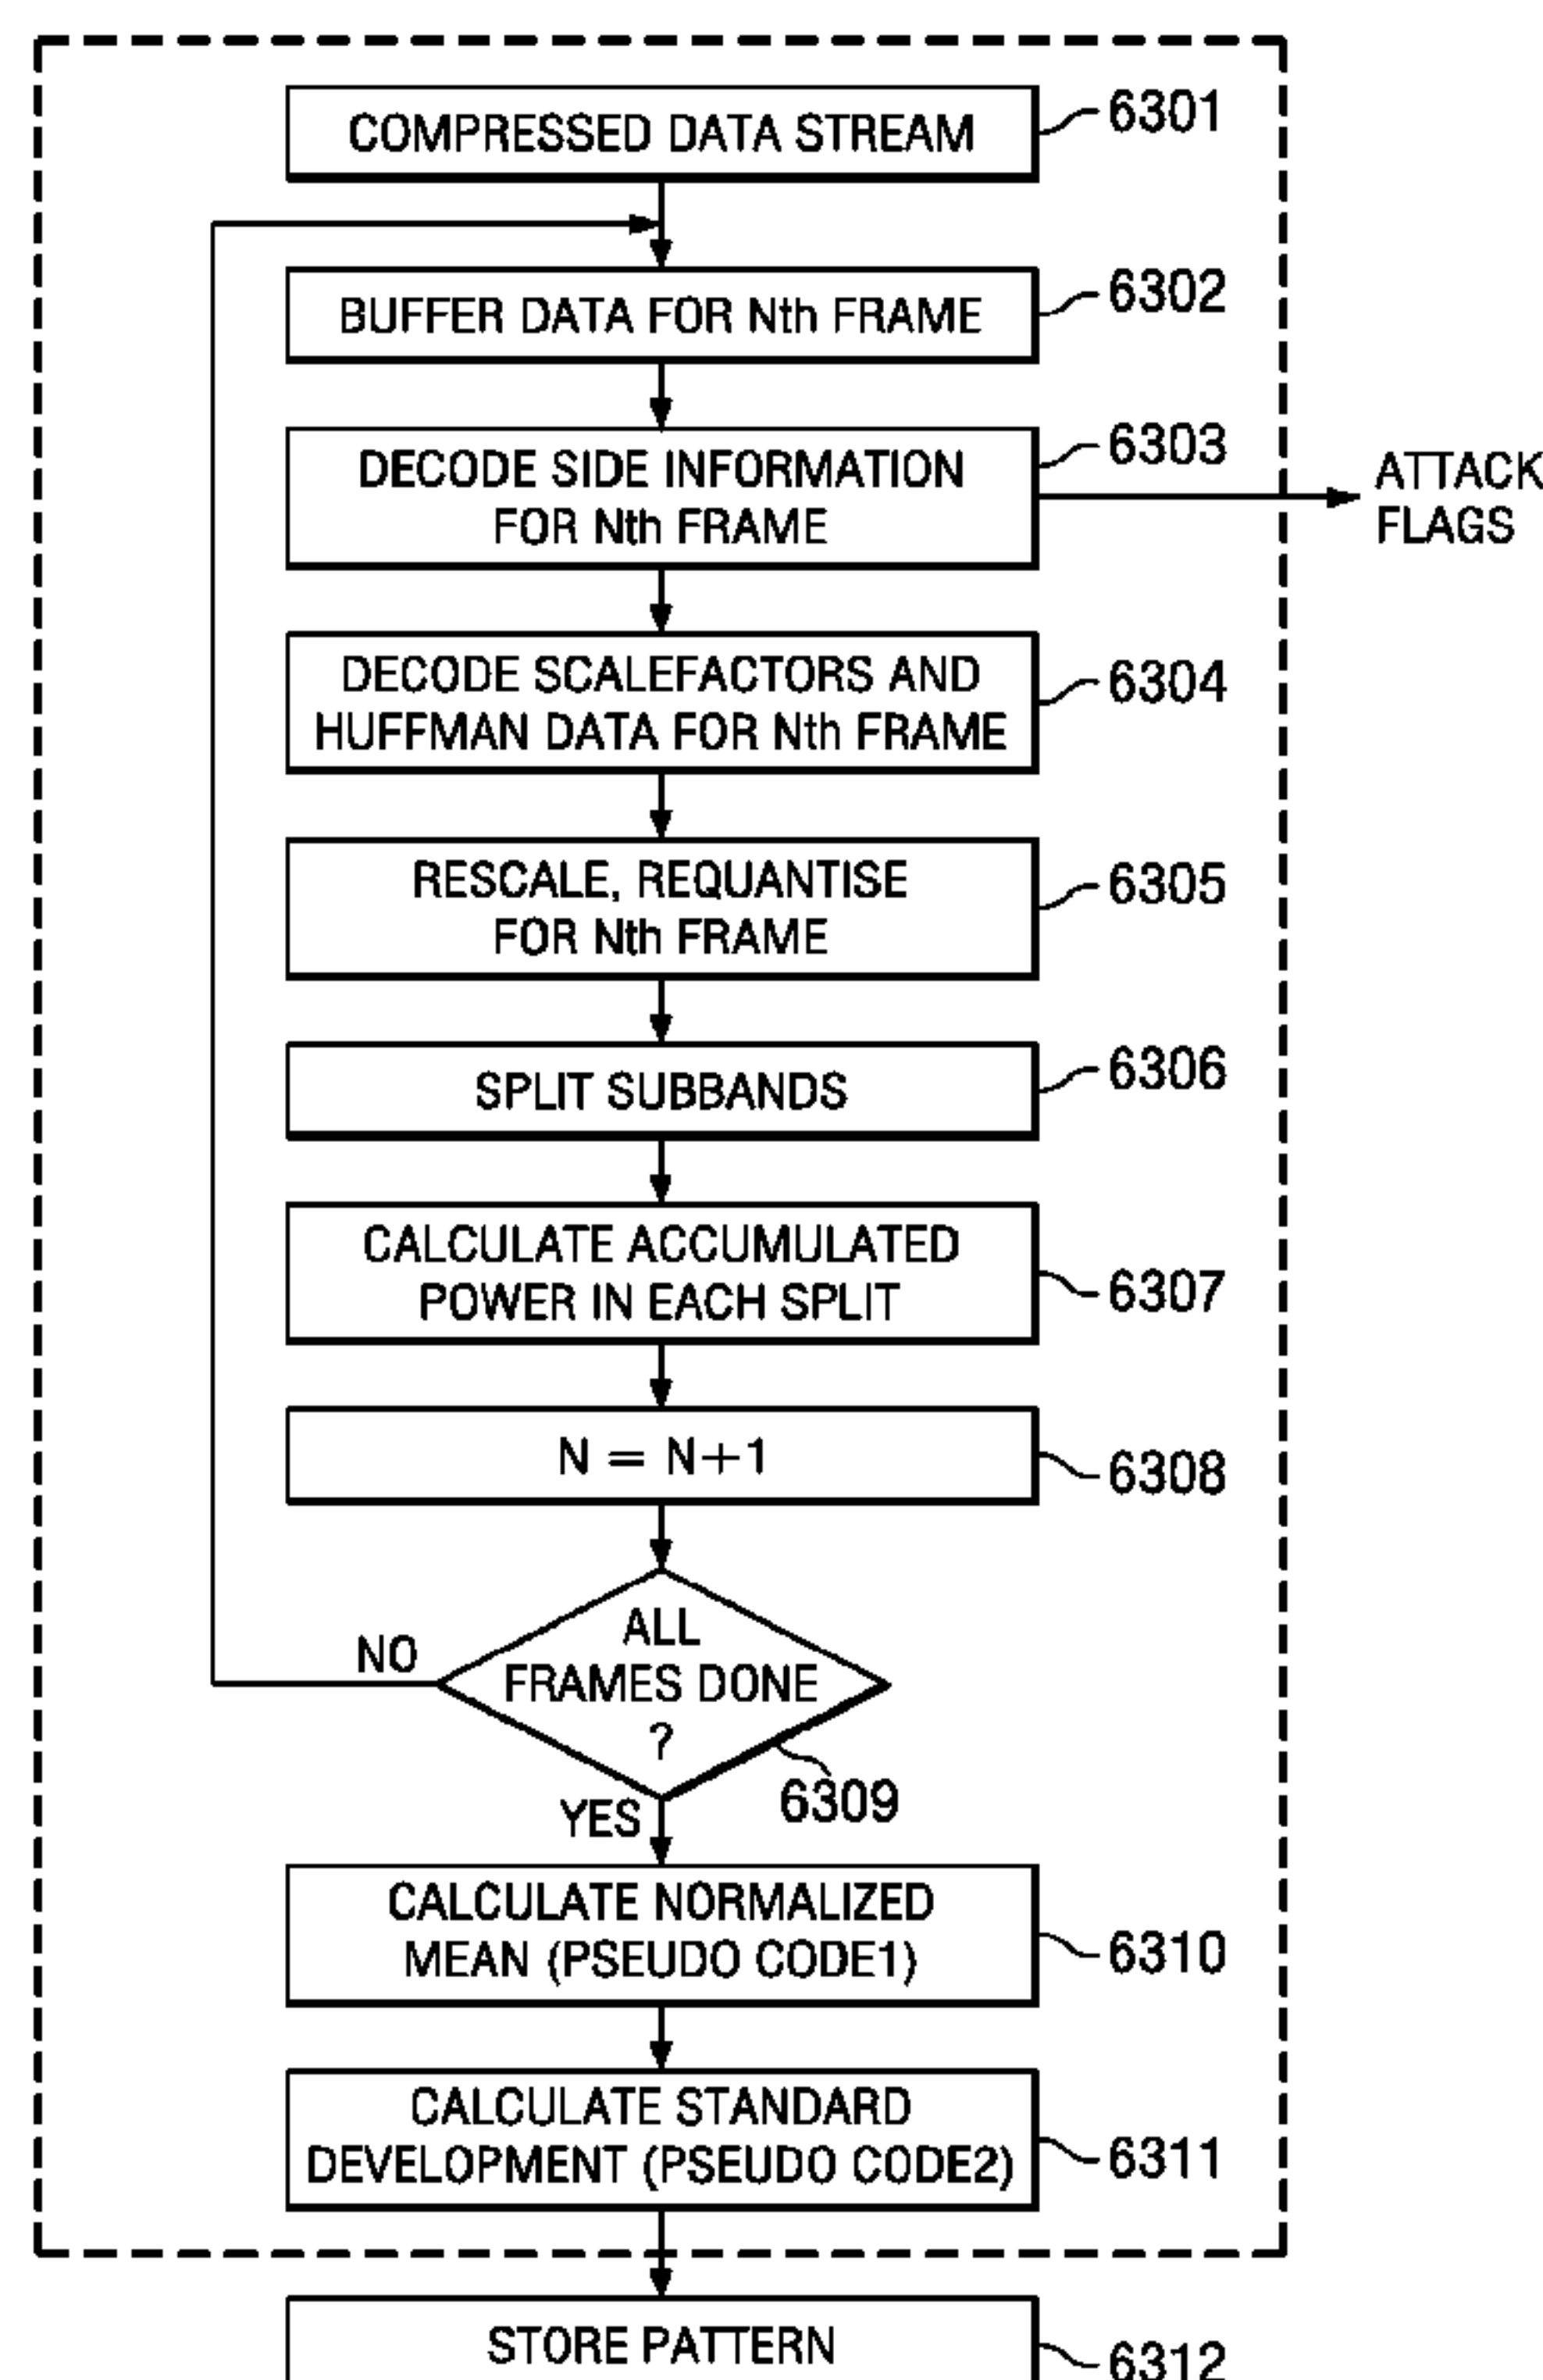 COMPRESSED DATA STREAM
6301
BUFFER DATA FOR Nth FRAME
6302
DECODE SIDE INFORMATION
FOR Nth FRAME
6303
ATTACK
FLAGS
DECODE SCALEFACTORS AND
HUFFMAN DATA FOR Nth FRAME
6304
RESCALE, REQUANTISE
FOR Nth FRAME
6305
SPLIT SUBBANDS
6306
CALCULATE ACCUMULATED
POWER IN EACH SPLIT
6307
N = N+1
6308
ALL
FRAMES DONE
?
NO
6309
YES
CALCULATE NORMALIZED
MEAN (PSEUDO CODE1)
6310
CALCULATE STANDARD
DEVELOPMENT (PSEUDO CODE2)
6311
STORE PATTERN
6312